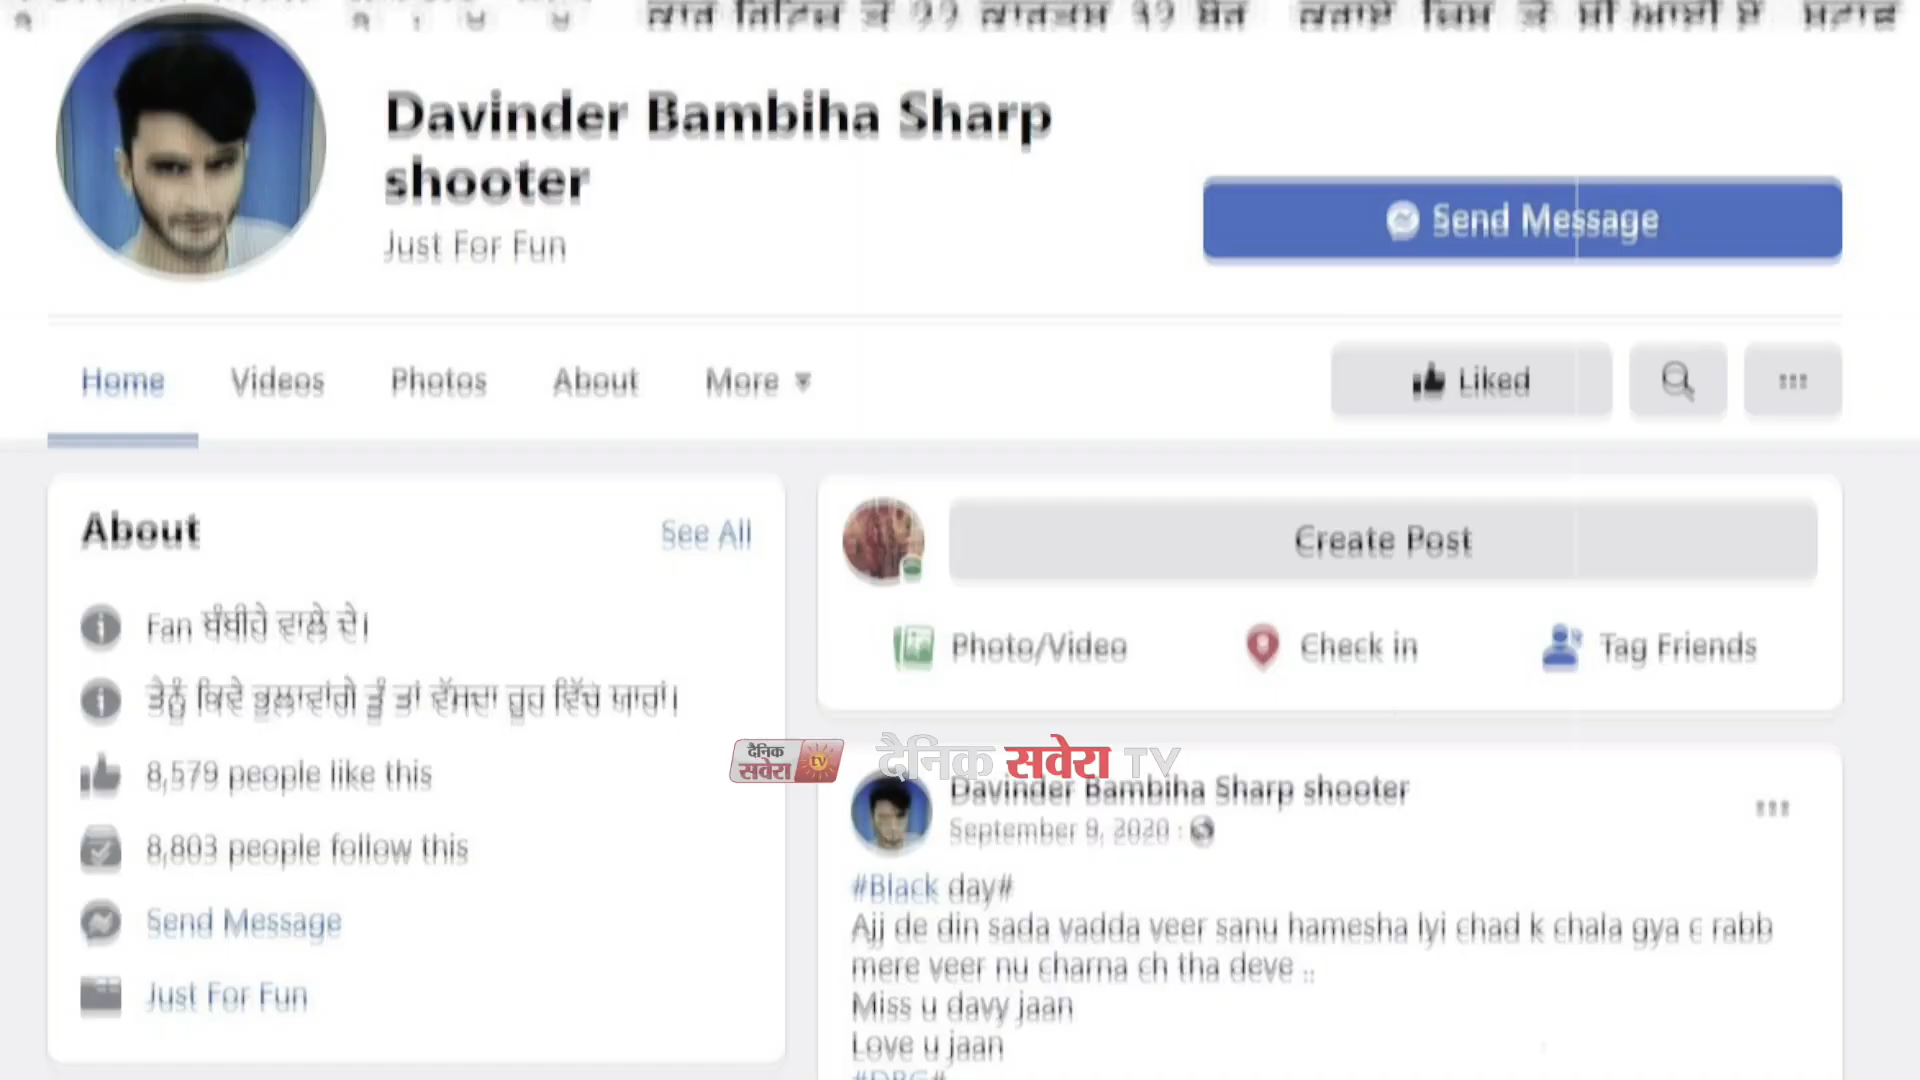 Davinder Bambiha Sharp
shooter
Just For Fun
Send Message
Home Videos Photos About More
Liked
About See All
Fan ਬੰਬੀਹੇ ਵਾਲੇ ਦੇ।
ਤੈਨੂੰ ਕਿਵੇ ਭੁਲਾਵਾਂਗੇ ਤੂੰ ਤਾਂ ਵੱਸਦਾ ਰੂਹ ਵਿੱਚ ਯਾਰਾਂ।
8,579 people like this
8,803 people follow this
Send Message
Just For Fun
Create Post
Photo/Video Check in Tag Friends
दैनिक सवेरा TV
दैनिक सवेरा TV
Davinder Bambiha Sharp shooter
September 9, 2020
#Black day#
Ajj de din sada vadda veer sanu hamesha lyi chad k chala gya c rabb
mere veer nu charna ch tha deve ..
Miss u davy jaan
Love u jaan
#DBG#